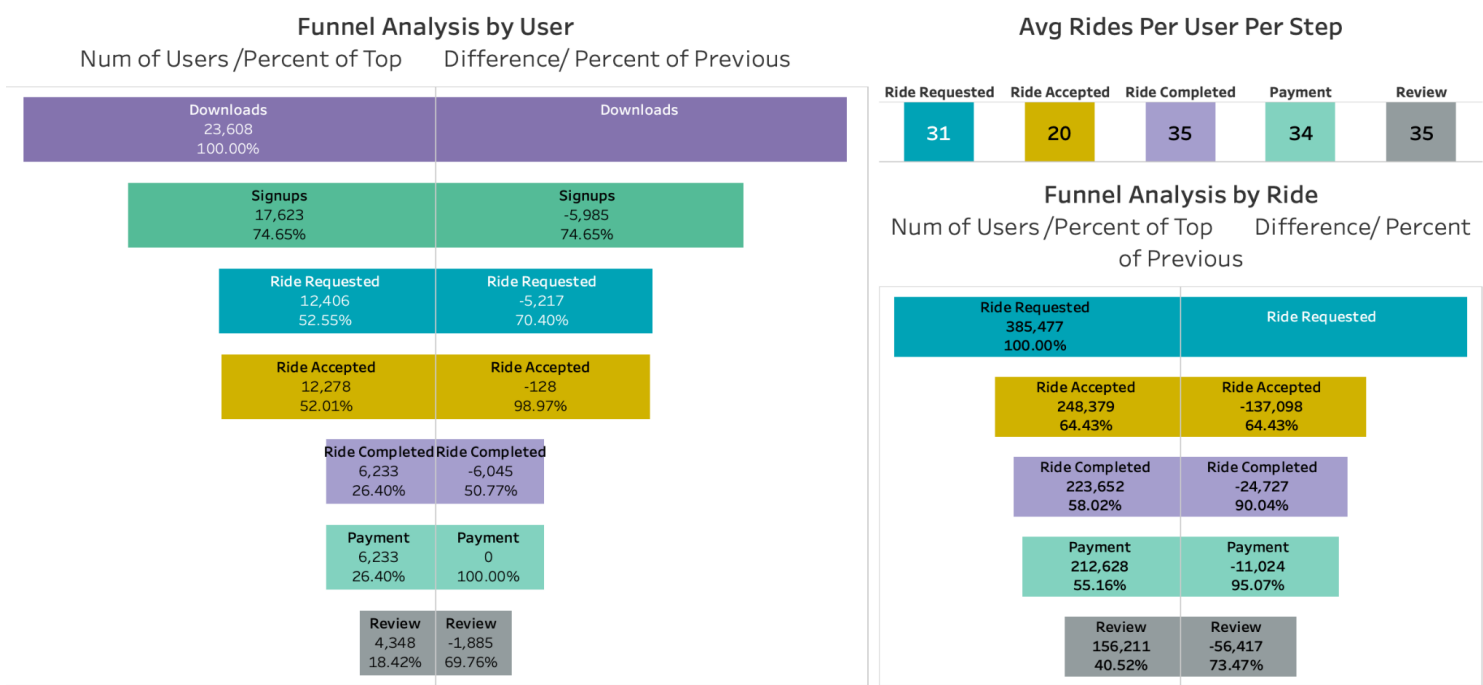 Funnel Analysis by User
Num of Users /Percent of Top Difference/ Percent of Previous
Downloads
23,608
100.00%
Downloads
Signups
17,623
74.65%
Signups
-5,985
74.65%
Ride Requested
12,406
52.55%
Ride Requested
-5,217
70.40%
Ride Accepted
12,278
52.01%
Ride Accepted
-128
98.97%
Ride Completed
6,233
26.40%
Ride Completed
-6,045
50.77%
Payment
6,233
26.40%
Payment
0
100.00%
Review
4,348
18.42%
Review
-1,885
69.76%
Avg Rides Per User Per Step
Ride Requested Ride Accepted Ride Completed Payment Review
31 20 35 34 35
Funnel Analysis by Ride
Num of Users /Percent of Top Difference/ Percent
of Previous
Ride Requested
385,477
100.00%
Ride Requested
Ride Accepted
248,379
64.43%
Ride Accepted
-137,098
64.43%
Ride Completed
223,652
58.02%
Ride Completed
-24,727
90.04%
Payment
212,628
55.16%
Payment
-11,024
95.07%
Review
156,211
40.52%
Review
-56,417
73.47%